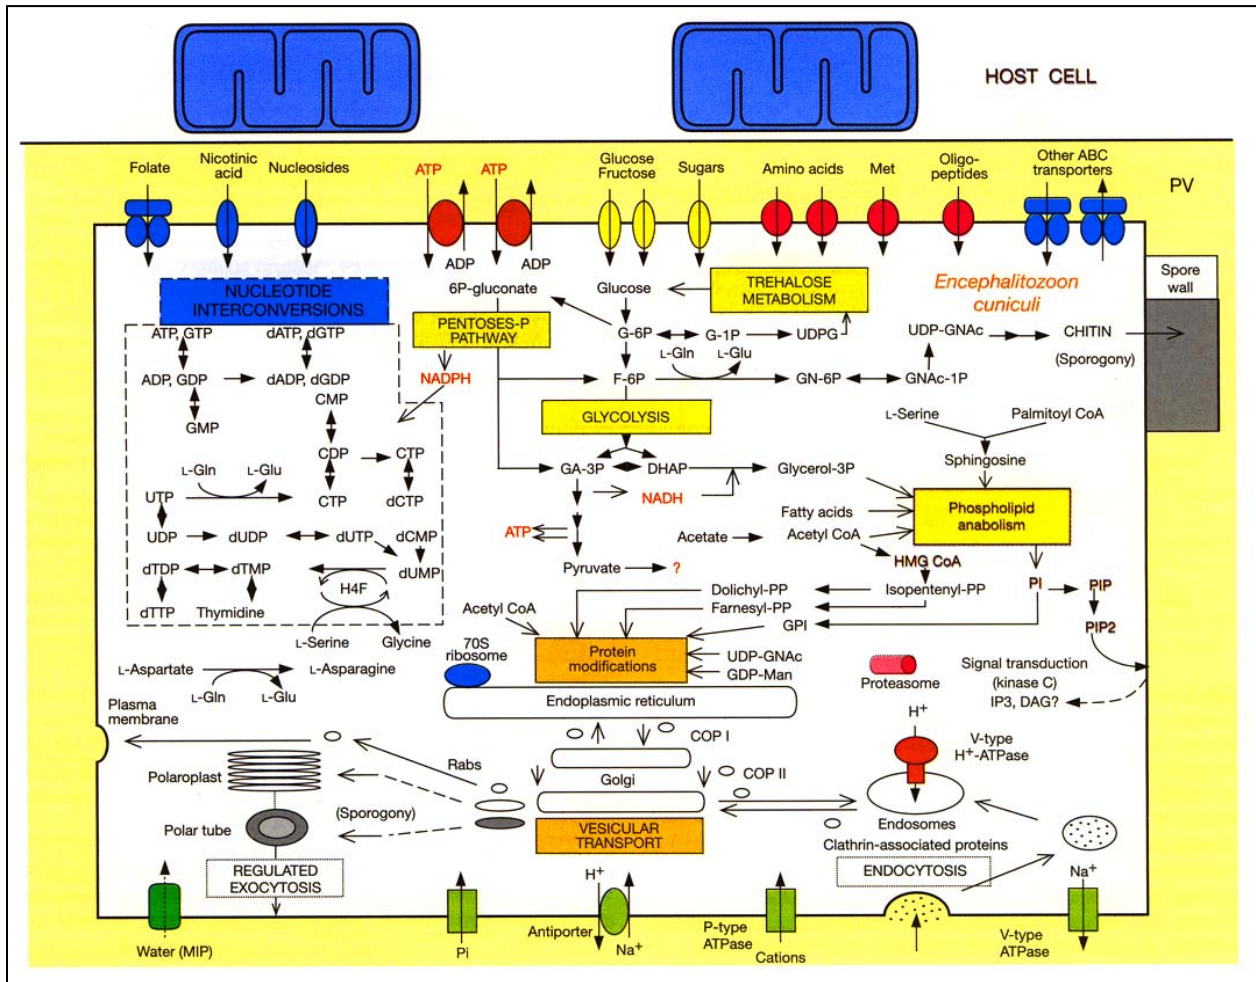 HOST CELL
Folate
Nicotinic
acid
Nucleosides
ATP
ATP
Glucose
Fructose
Sugars
Amino acids
Met
Oligo-
peptides
Other ABC
transporters
PV
ADP
ADP
NUCLEOTIDE
INTERCONVERSIONS
6P-gluconate
Glucose
TREHALOSE
METABOLISM
Encephalitozoon
cuniculi
Spore
wall
ATP, GTP
dATP, dGTP
PENTOSES-P
PATHWAY
G-6P
G-1P
UDPG
UDP-GNAc
CHITIN
(Sporogony)
L-Gln
L-Glu
ADP, GDP
dADP, dGDP
NADPH
F-6P
GN-6P
GNAc-1P
CMP
GMP
GLYCOLYSIS
L-Serine
Palmitoyl CoA
CDP
CTP
Sphingosine
L-Gln
L-Glu
GA-3P
DHAP
Glycerol-3P
UTP
CTP
dCTP
NADH
Phospholipid
anabolism
Fatty acids
UDP
dUDP
dUTP
dCMP
ATP
Acetate
Acetyl CoA
HMG CoA
dTDP
dTMP
dUMP
Pyruvate
?
H4F
Dolichyl-PP
Isopentenyl-PP
PI
PIP
dTTP
Thymidine
Acetyl CoA
Farnesyl-PP
GPI
PIP2
L-Serine
Glycine
70S
ribosome
Protein
modifications
UDP-GNAc
GDP-Man
L-Aspartate
L-Asparagine
L-Gln
L-Glu
Proteasome
Signal transduction
(kinase C)
IP3, DAG?
Plasma
membrane
Endoplasmic reticulum
H+
COP I
V-type
H+-ATPase
Polaroplast
Rabs
Golgi
COP II
(Sporogony)
Polar tube
VESICULAR
TRANSPORT
Endosomes
Clathrin-associated proteins
REGULATED
EXOCYTOSIS
ENDOCYTOSIS
H+
Na+
Water (MIP)
Pi
Antiporter
Na+
P-type
ATPase
Cations
V-type
ATPase